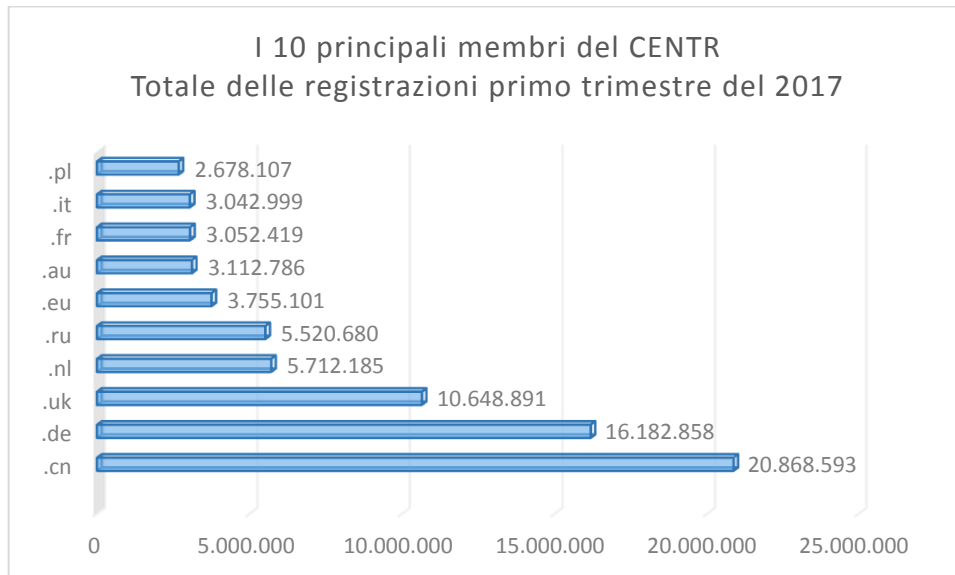 I 10 principali membri del CENTR
Totale delle registrazioni primo trimestre del 2017
.pl 2.678.107
.it 3.042.999
.fr 3.052.419
.au 3.112.786
.eu 3.755.101
.ru 5.520.680
.nl 5.712.185
.uk 10.648.891
.de 16.182.858
.cn 20.868.593
0 5.000.000 10.000.000 15.000.000 20.000.000 25.000.000